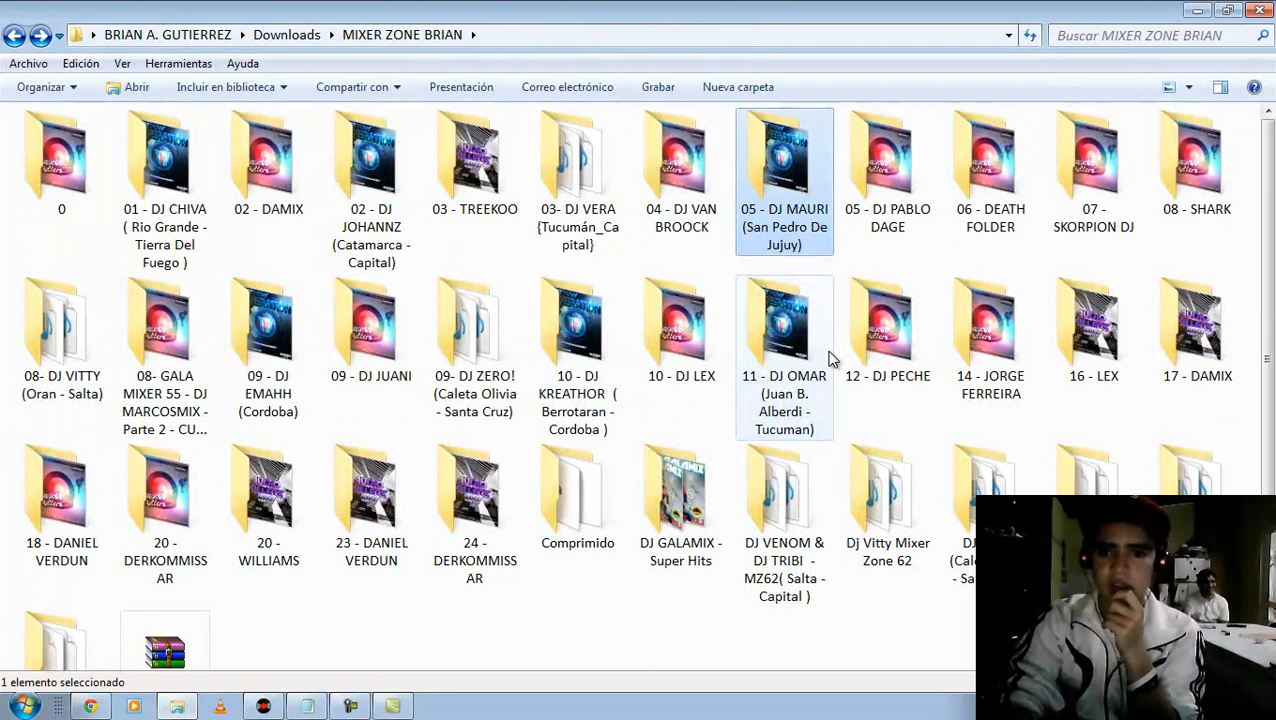 BRIAN A. GUTIERREZ
Downloads
MIXER ZONE BRIAN
Buscar MIXER ZONE BRIAN
Archivo
Edición
Ver
Herramientas
Ayuda
Organizar
Abrir
Incluir en biblioteca
Compartir con
Presentación
Correo electrónico
Grabar
Nueva carpeta
0
01 - DJ CHIVA
( Rio Grande -
Tierra Del
Fuego )
02 - DAMIX
02 - DJ
JOHANNZ
(Catamarca -
Capital)
03 - TREEKOO
03- DJ VERA
{Tucumán_Ca
pital}
04 - DJ VAN
BROOCK
05 - DJ MAURI
(San Pedro De
Jujuy)
05 - DJ PABLO
DAGE
06 - DEATH
FOLDER
07 -
SKORPION DJ
08 - SHARK
08- DJ VITTY
(Oran - Salta)
08- GALA
MIXER 55 - DJ
MARCOSMIX -
Parte 2 - CU...
09 - DJ
EMAHH
(Cordoba)
09 - DJ JUANI
09- DJ ZERO!
(Caleta Olivia
- Santa Cruz)
10 - DJ
KREATHOR (
Berrotaran -
Cordoba )
10 - DJ LEX
11 - DJ OMAR
(Juan B.
Alberdi -
Tucuman)
12 - DJ PECHE
14 - JORGE
FERREIRA
16 - LEX
17 - DAMIX
18 - DANIEL
VERDUN
20 -
DERKOMMISS
AR
20 -
WILLIAMS
23 - DANIEL
VERDUN
24 -
DERKOMMISS
AR
Comprimido
DJ GALAMIX -
Super Hits
DJ VENOM &
DJ TRIBI -
MZ62( Salta -
Capital )
Dj Vitty Mixer
Zone 62
1 elemento seleccionado